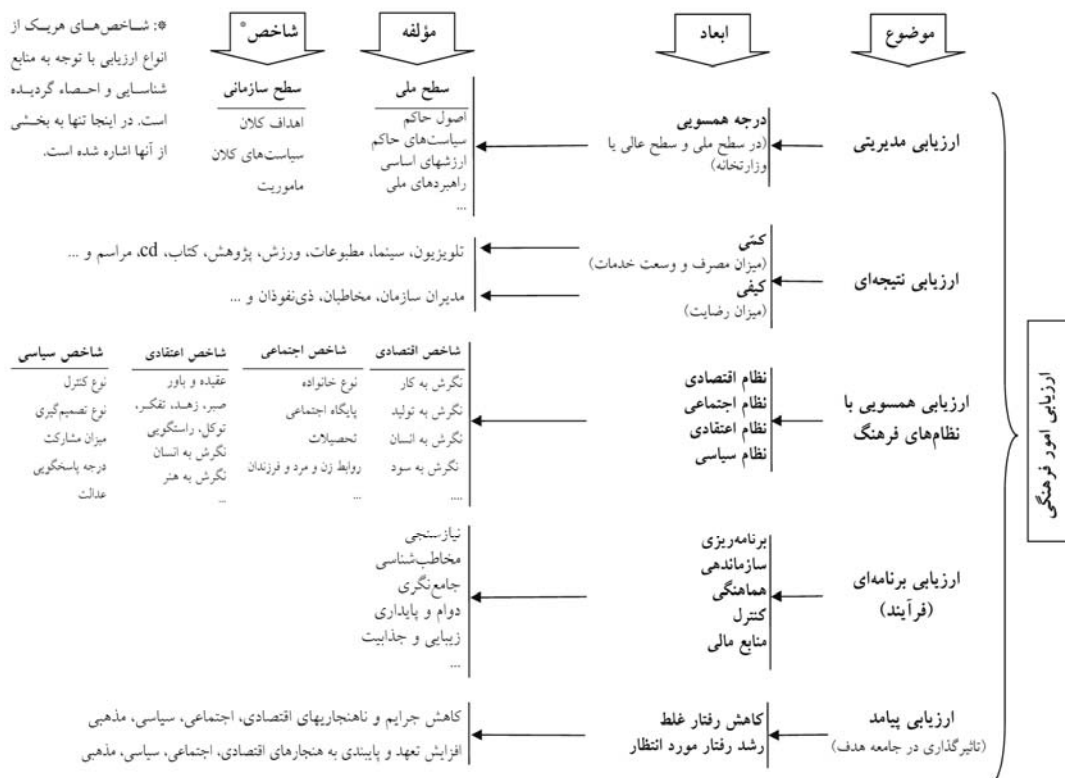 موضوع
ابعاد
مؤلفه
شاخص*
*: شاخص‌های هریک از
انواع ارزیابی با توجه به منابع
شناسایی و احصاء گردیده
است. در اینجا تنها به بخشی
از آنها اشاره شده است.
ارزیابی امور فرهنگی
ارزیابی مدیریتی
درجه همسویی
(در سطح ملی و سطح عالی یا
وزارتخانه)
سطح ملی
اصول حاکم
سیاست‌های حاکم
ارزشهای اساسی
راهبردهای ملی
...
سطح سازمانی
اهداف کلان
سیاست‌های کلان
ماموریت
ارزیابی نتیجه‌ای
کمّی
(میزان مصرف و وسعت خدمات)
کیفی
(میزان رضایت)
تلویزیون، سینما، مطبوعات، ورزش، پژوهش، کتاب، cd، مراسم و ...
مدیران سازمان، مخاطبان، ذی‌نفوذان و ...
ارزیابی همسویی با
نظام‌های فرهنگ
نظام اقتصادی
نظام اجتماعی
نظام اعتقادی
نظام سیاسی
شاخص اقتصادی
نگرش به کار
نگرش به تولید
نگرش به انسان
نگرش به سود
....
شاخص اجتماعی
نوع خانواده
پایگاه اجتماعی
تحصیلات
روابط زن و مرد و فرزندان
...
شاخص اعتقادی
عقیده و باور
صبر، زهد، تفکر،
توکل، راستگویی
نگرش به انسان
نگرش به هنر
...
شاخص سیاسی
نوع کنترل
نوع تصمیم‌گیری
میزان مشارکت
درجه پاسخگویی
عدالت
ارزیابی برنامه‌ای
(فرآیند)
برنامه‌ریزی
سازماندهی
هماهنگی
کنترل
منابع مالی
نیازسنجی
مخاطب‌شناسی
جامع‌نگری
دوام و پایداری
زیبایی و جذابیت
...
ارزیابی پیامد
(تاثیرگذاری در جامعه هدف)
کاهش رفتار غلط
رشد رفتار مورد انتظار
کاهش جرایم و ناهنجاریهای اقتصادی، اجتماعی، سیاسی، مذهبی
افزایش تعهد و پایبندی به هنجارهای اقتصادی، اجتماعی، سیاسی، مذهبی